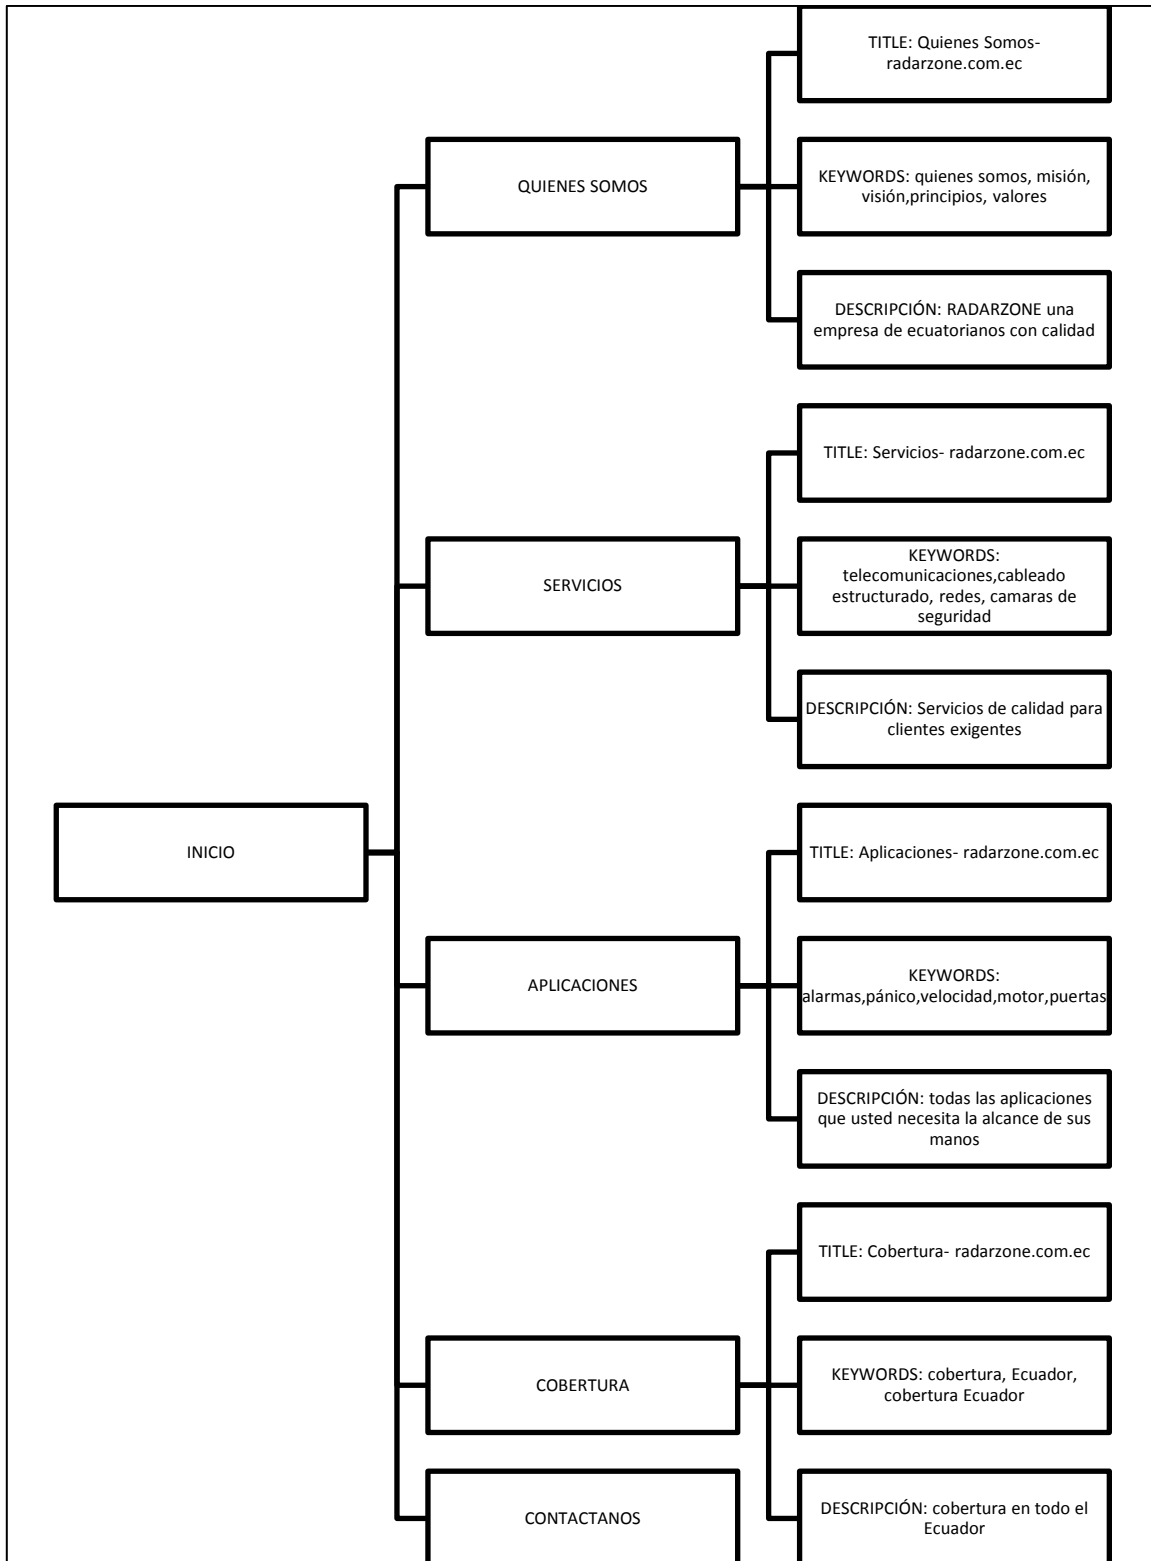 TITLE: Quienes Somos-
radarzone.com.ec
QUIENES SOMOS
KEYWORDS: quienes somos, misión,
visión,principios, valores
DESCRIPCIÓN: RADARZONE una
empresa de ecuatorianos con calidad
TITLE: Servicios- radarzone.com.ec
SERVICIOS
KEYWORDS:
telecomunicaciones,cableado
estructurado, redes, camaras de
seguridad
DESCRIPCIÓN: Servicios de calidad para
clientes exigentes
INICIO
TITLE: Aplicaciones- radarzone.com.ec
APLICACIONES
KEYWORDS:
alarmas,pánico,velocidad,motor,puertas
DESCRIPCIÓN: todas las aplicaciones
que usted necesita la alcance de sus
manos
TITLE: Cobertura- radarzone.com.ec
COBERTURA
KEYWORDS: cobertura, Ecuador,
cobertura Ecuador
CONTACTANOS
DESCRIPCIÓN: cobertura en todo el
Ecuador